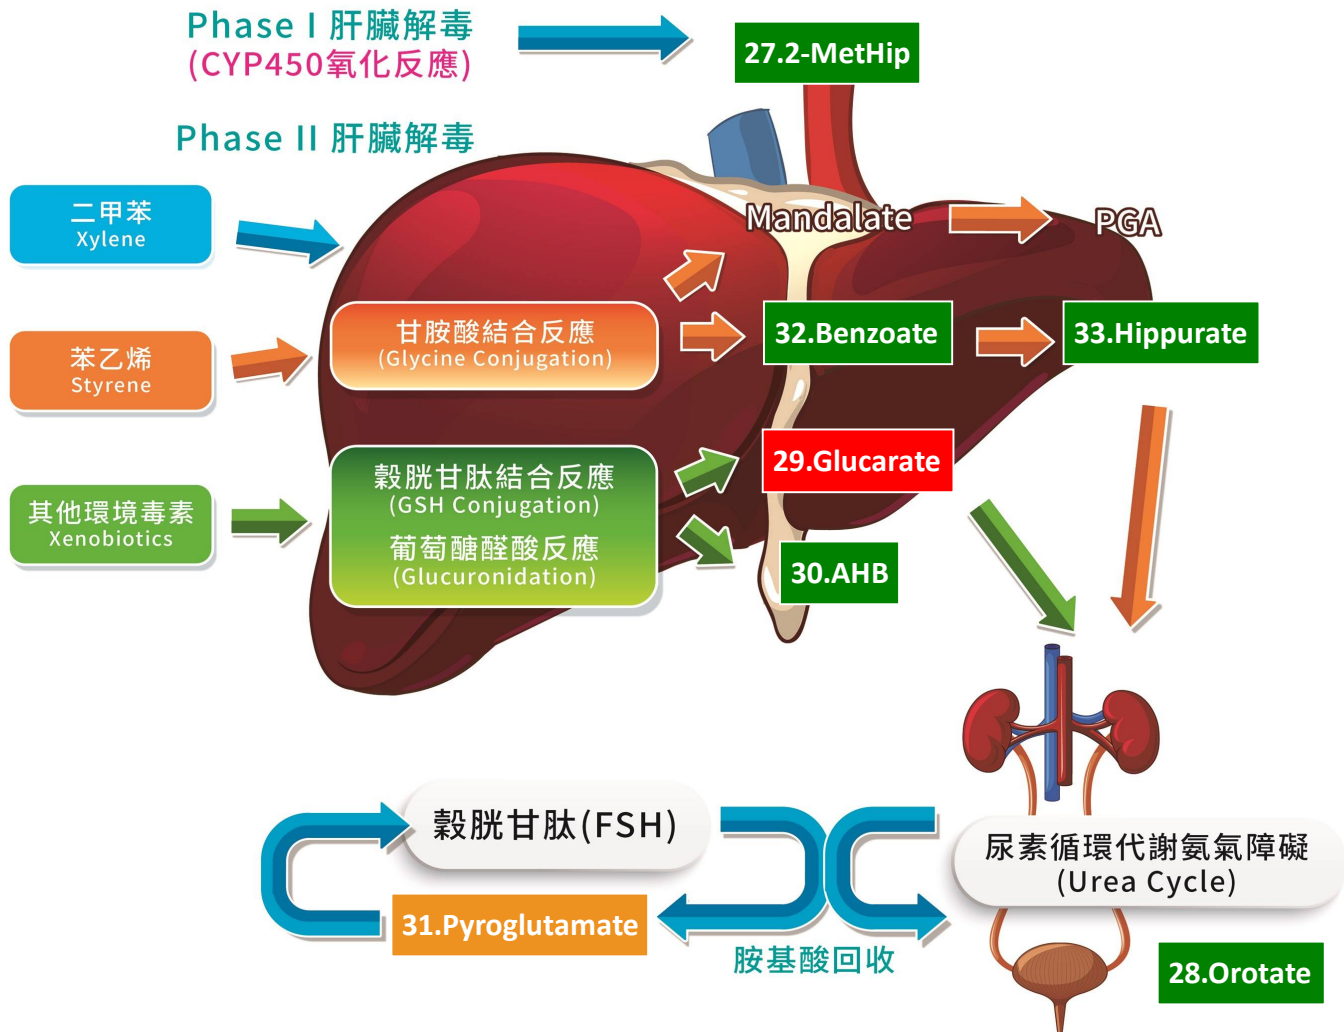 Phase I 肝臟解毒
(CYP450氧化反應)
27.2-MetHip
Phase II 肝臟解毒
二甲苯
Xylene
Mandalate
PGA
苯乙烯
Styrene
甘胺酸結合反應
(Glycine Conjugation)
32.Benzoate
33.Hippurate
其他環境毒素
Xenobiotics
穀胱甘肽結合反應
(GSH Conjugation)
葡萄醣醛酸反應
(Glucuronidation)
29.Glucarate
30.AHB
穀胱甘肽(FSH)
尿素循環代謝氨氣障礙
(Urea Cycle)
31.Pyroglutamate
胺基酸回收
28.Orotate